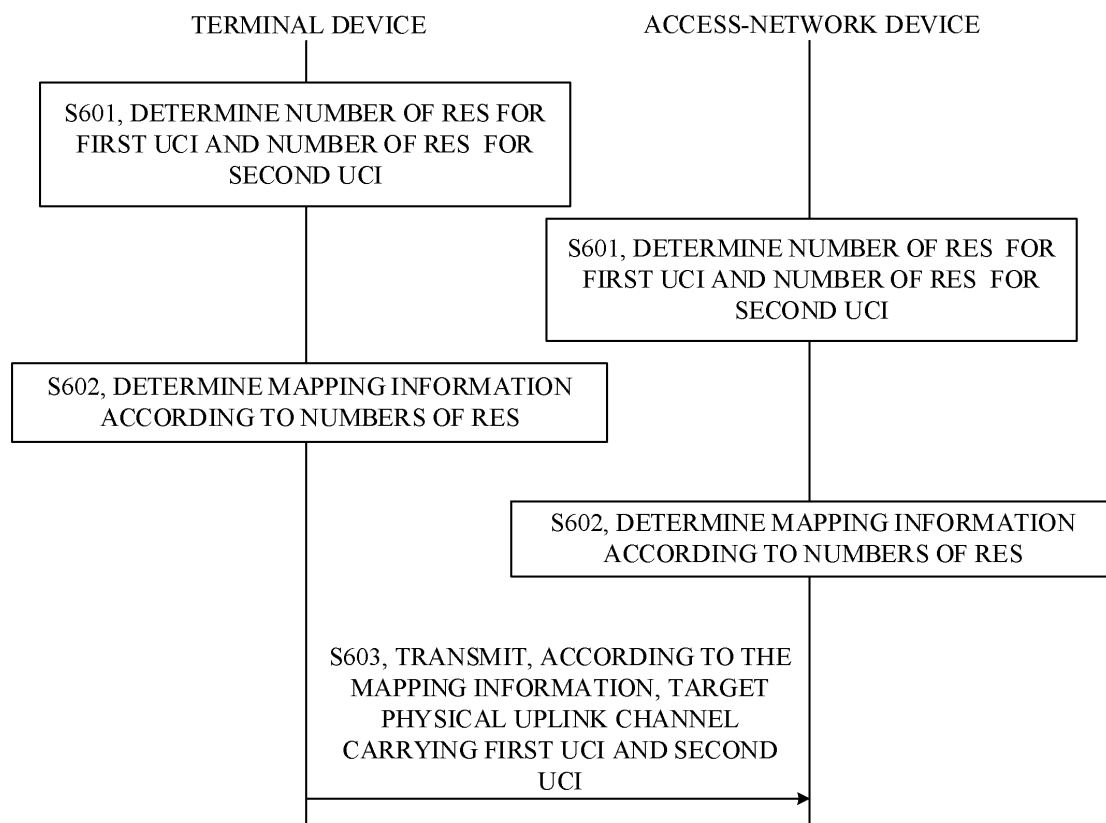 TERMINAL DEVICE
ACCESS-NETWORK DEVICE
S601, DETERMINE NUMBER OF RES FOR
FIRST UCI AND NUMBER OF RES FOR
SECOND UCI
S601, DETERMINE NUMBER OF RES FOR
FIRST UCI AND NUMBER OF RES FOR
SECOND UCI
S602, DETERMINE MAPPING INFORMATION
ACCORDING TO NUMBERS OF RES
S602, DETERMINE MAPPING INFORMATION
ACCORDING TO NUMBERS OF RES
S603, TRANSMIT, ACCORDING TO THE
MAPPING INFORMATION, TARGET
PHYSICAL UPLINK CHANNEL
CARRYING FIRST UCI AND SECOND
UCI